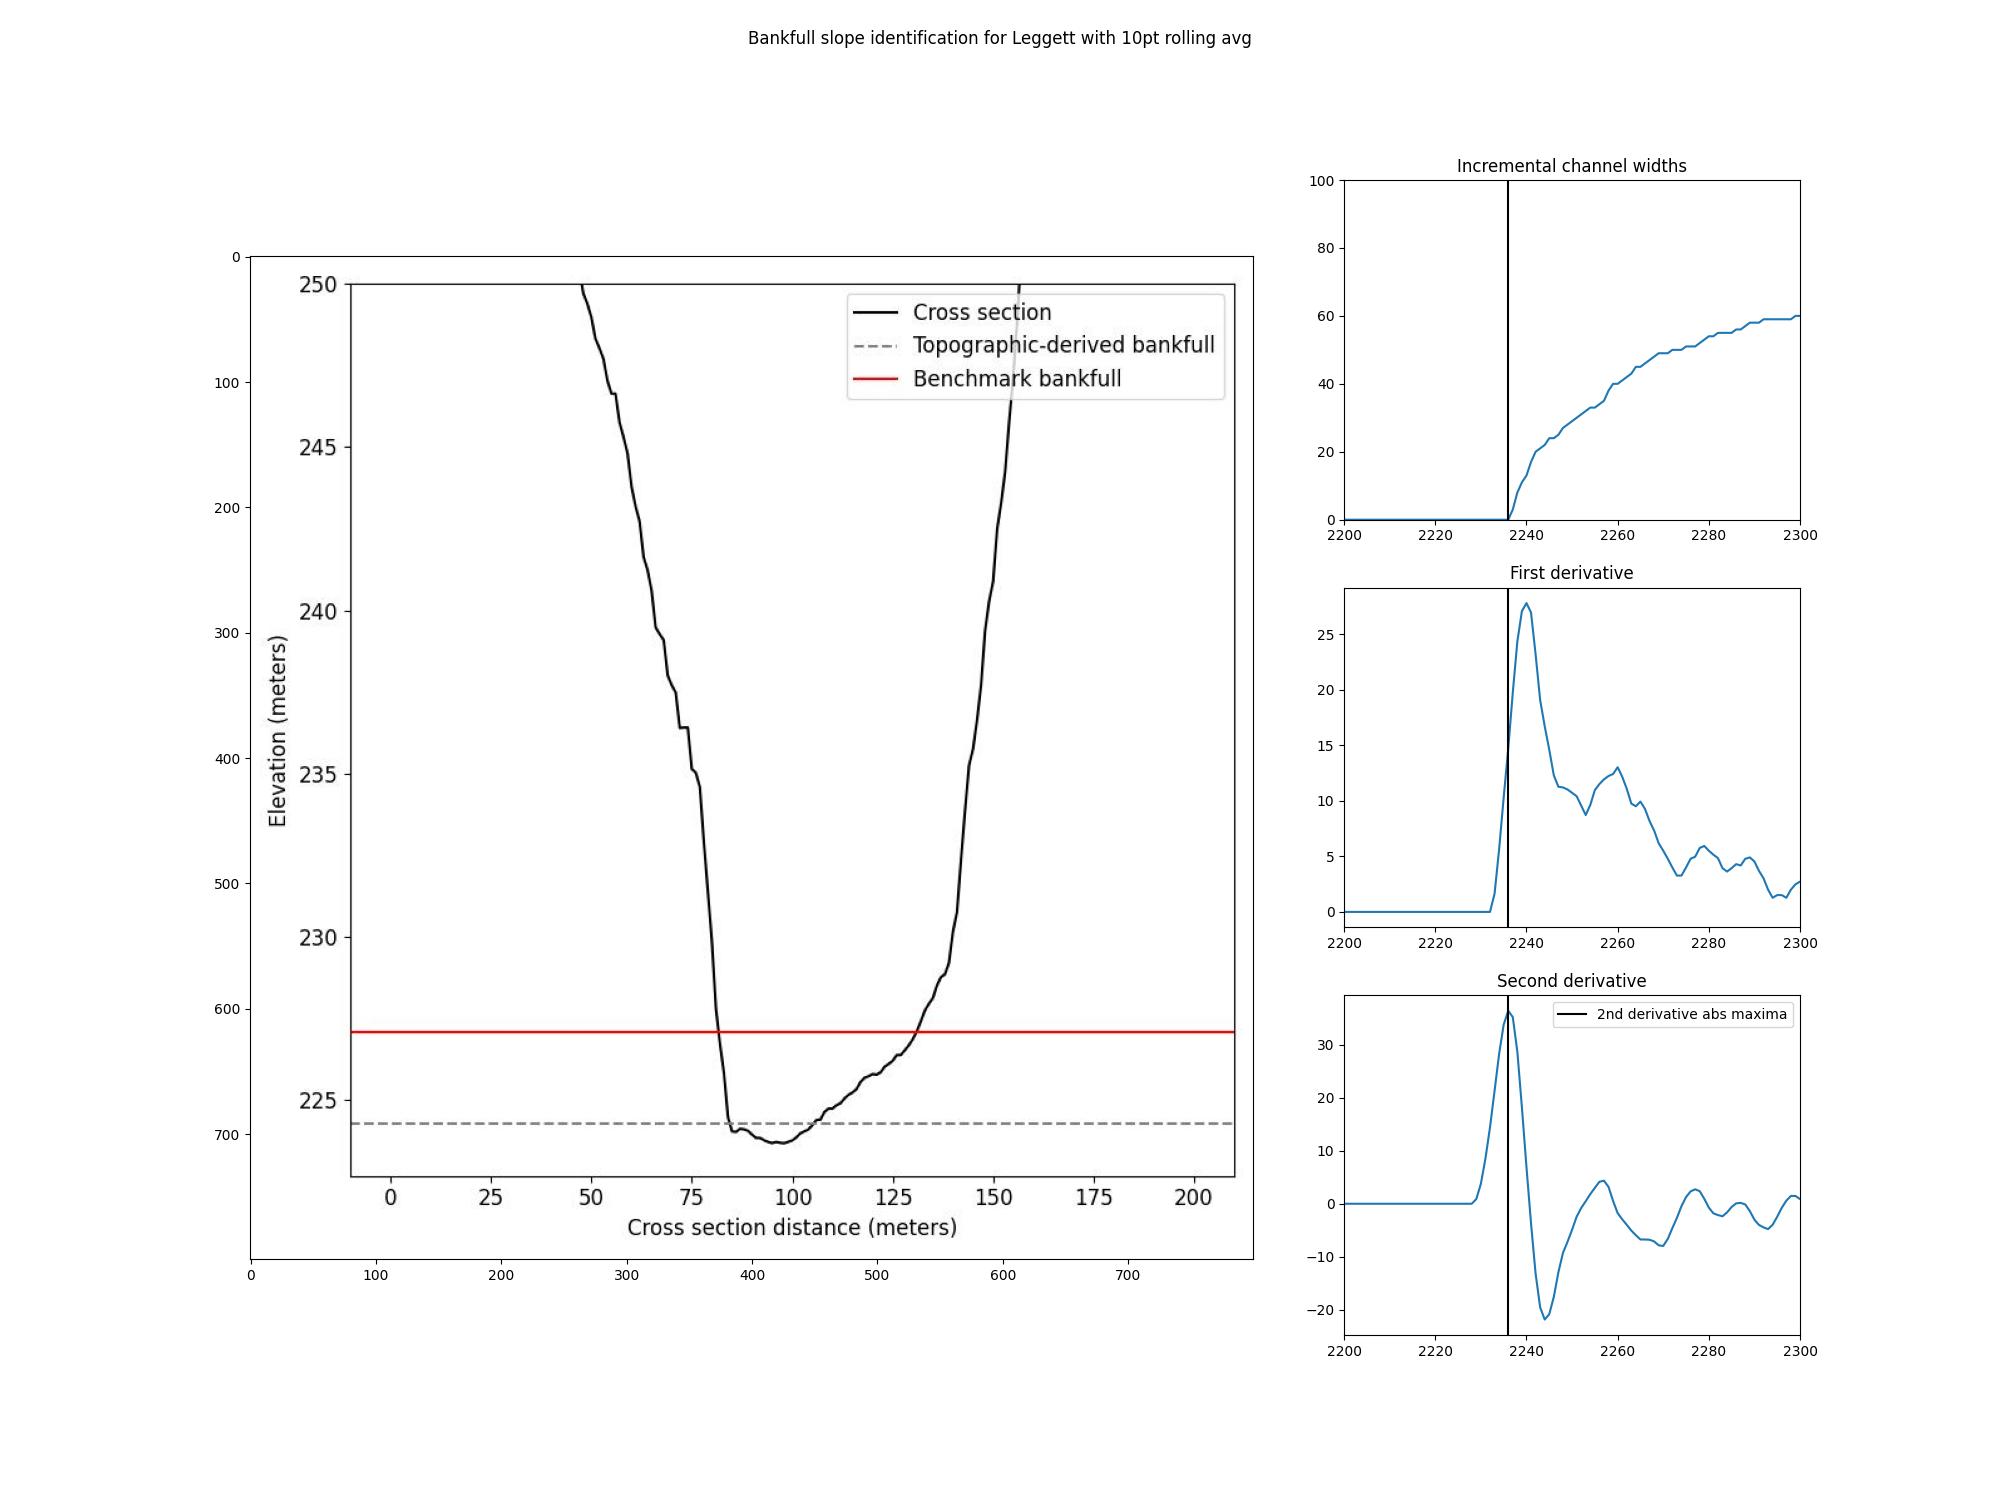 Bankfull slope identification for Leggett with 10pt rolling avg
0
100
200
300
400
500
600
700
250
245
240
235
230
225
Elevation (meters)
Cross section
Topographic-derived bankfull
Benchmark bankfull
0 25 50 75 100 125 150 175 200
Cross section distance (meters)
0 100 200 300 400 500 600 700
Incremental channel widths
100
80
60
40
20
0
2200 2220 2240 2260 2280 2300
First derivative
25
20
15
10
5
0
2200 2220 2240 2260 2280 2300
Second derivative
2nd derivative abs maxima
30
20
10
0
−10
−20
2200 2220 2240 2260 2280 2300